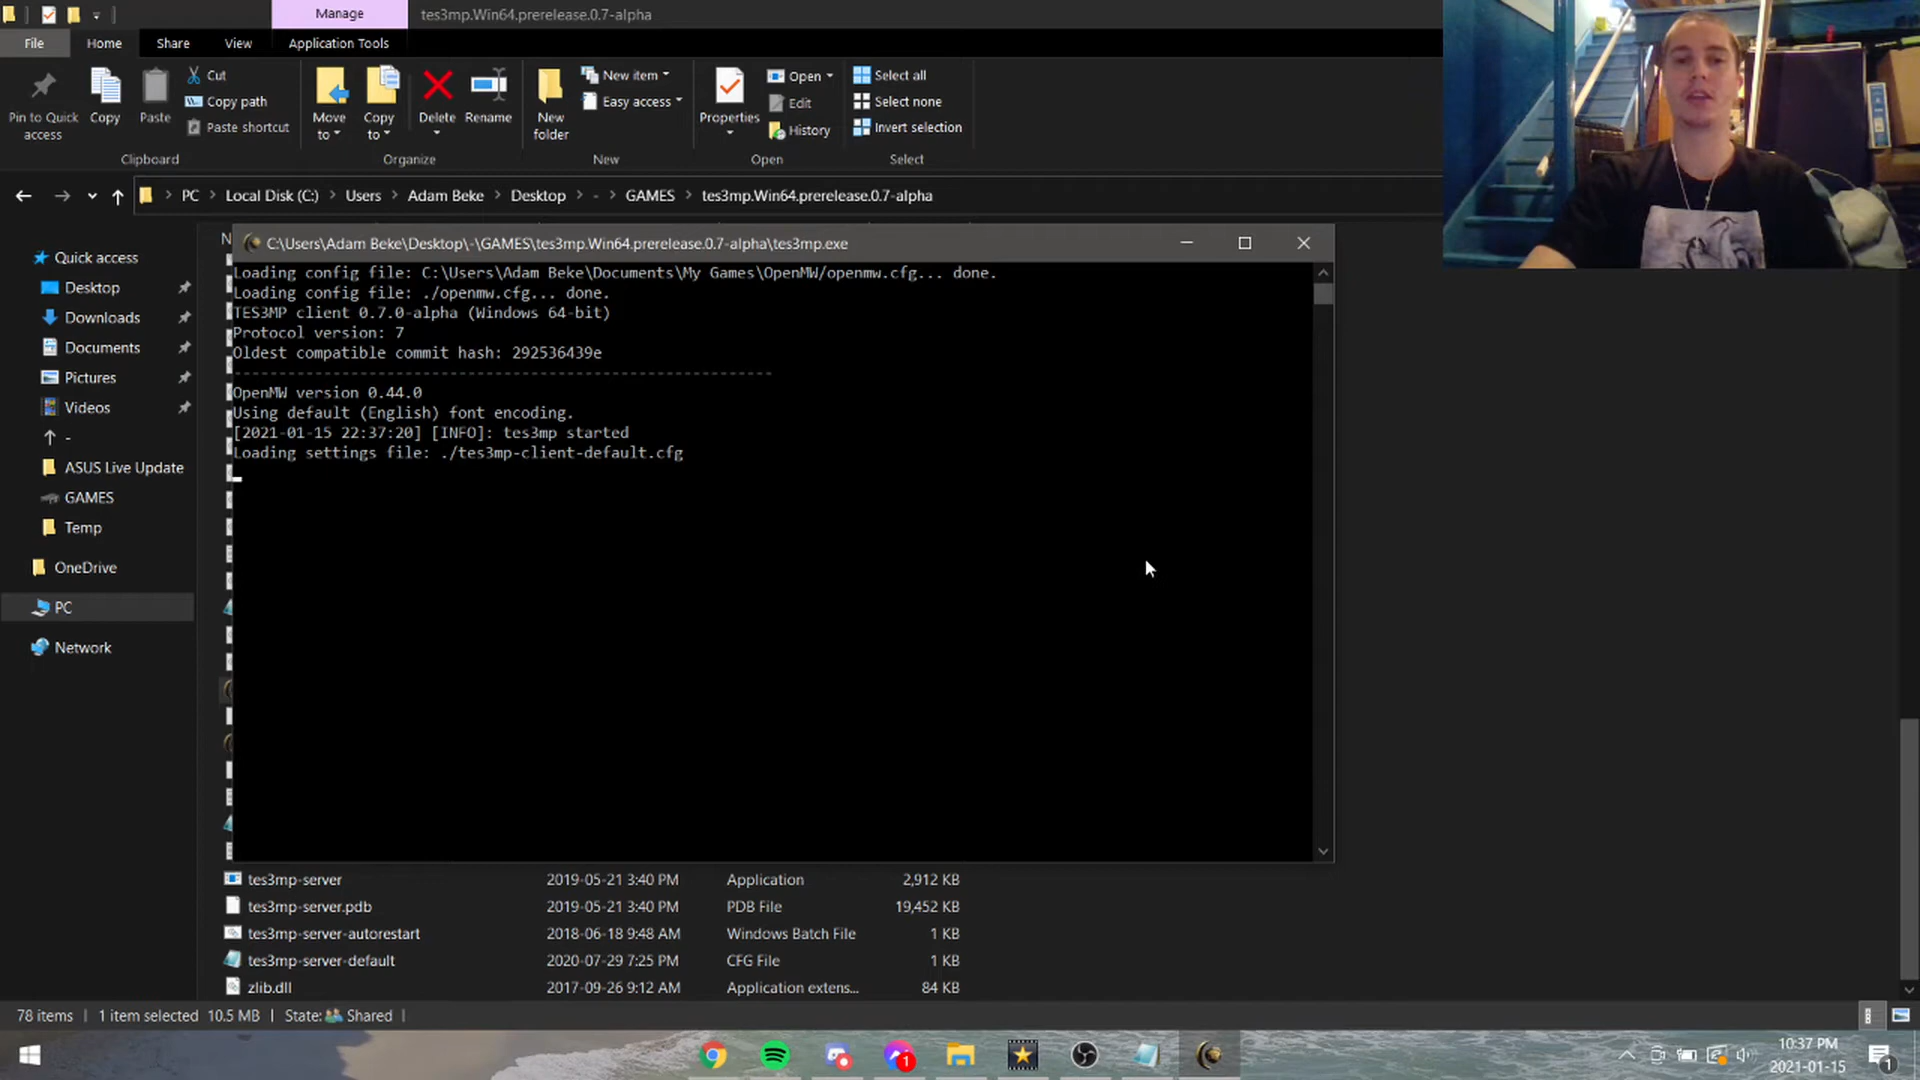 Manage
tes3mp.Win64.prerelease.0.7-alpha
File
Home
Share
View
Application Tools
Pin to Quick access
Copy
Paste
Cut
Copy path
Paste shortcut
Move to
Copy to
Delete
Rename
New folder
New item
Easy access
Properties
Open
Edit
History
Select all
Select none
Invert selection
Clipboard
Organize
New
Open
Select
PC
Local Disk (C:)
Users
Adam Beke
Desktop
-
GAMES
tes3mp.Win64.prerelease.0.7-alpha
C:\Users\Adam Beke\Desktop\-\GAMES\tes3mp.Win64.prerelease.0.7-alpha\tes3mp.exe
Loading config file: C:\Users\Adam Beke\Documents\My Games\OpenMW/openmw.cfg... done.
Loading config file: ./openmw.cfg... done.
TES3MP client 0.7.0-alpha (Windows 64-bit)
Protocol version: 7
Oldest compatible commit hash: 292536439e
------------------------------------------------------------
OpenMW version 0.44.0
Using default (English) font encoding.
[2021-01-15 22:37:20] [INFO]: tes3mp started
Loading settings file: ./tes3mp-client-default.cfg
Quick access
Desktop
Downloads
Documents
Pictures
Videos
-
ASUS Live Update
GAMES
Temp
OneDrive
PC
Network
tes3mp-server 2019-05-21 3:40 PM Application 2,912 KB
tes3mp-server.pdb 2019-05-21 3:40 PM PDB File 19,452 KB
tes3mp-server-autorestart 2018-06-18 9:48 AM Windows Batch File 1 KB
tes3mp-server-default 2020-07-29 7:25 PM CFG File 1 KB
zlib.dll 2017-09-26 9:12 AM Application extens... 84 KB
78 items
1 item selected 10.5 MB
State: Shared
1
10:37 PM
2021-01-15
1